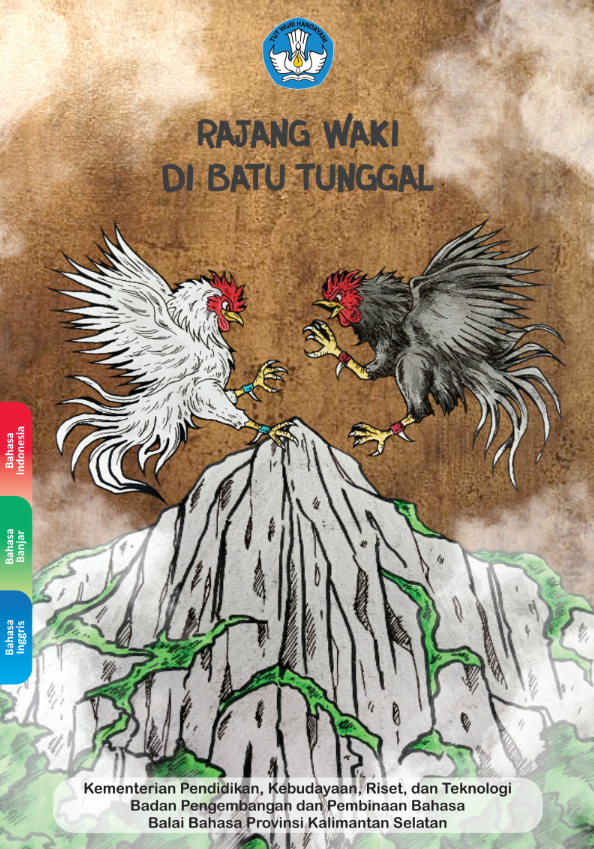 TUT WURI HANDAYANI
RAJANG WAKI
DI BATU TUNGGAL
Bahasa
Indonesia
Bahasa
Banjar
Bahasa
Inggris
Kementerian Pendidikan, Kebudayaan, Riset, dan Teknologi
Badan Pengembangan dan Pembinaan Bahasa
Balai Bahasa Provinsi Kalimantan Selatan